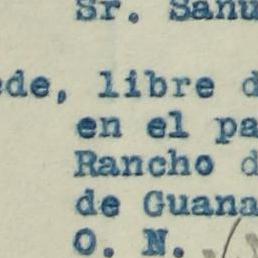 Sr. Sanu
ede, libre d
en el pa
Rancho d
de Guana
O. N.